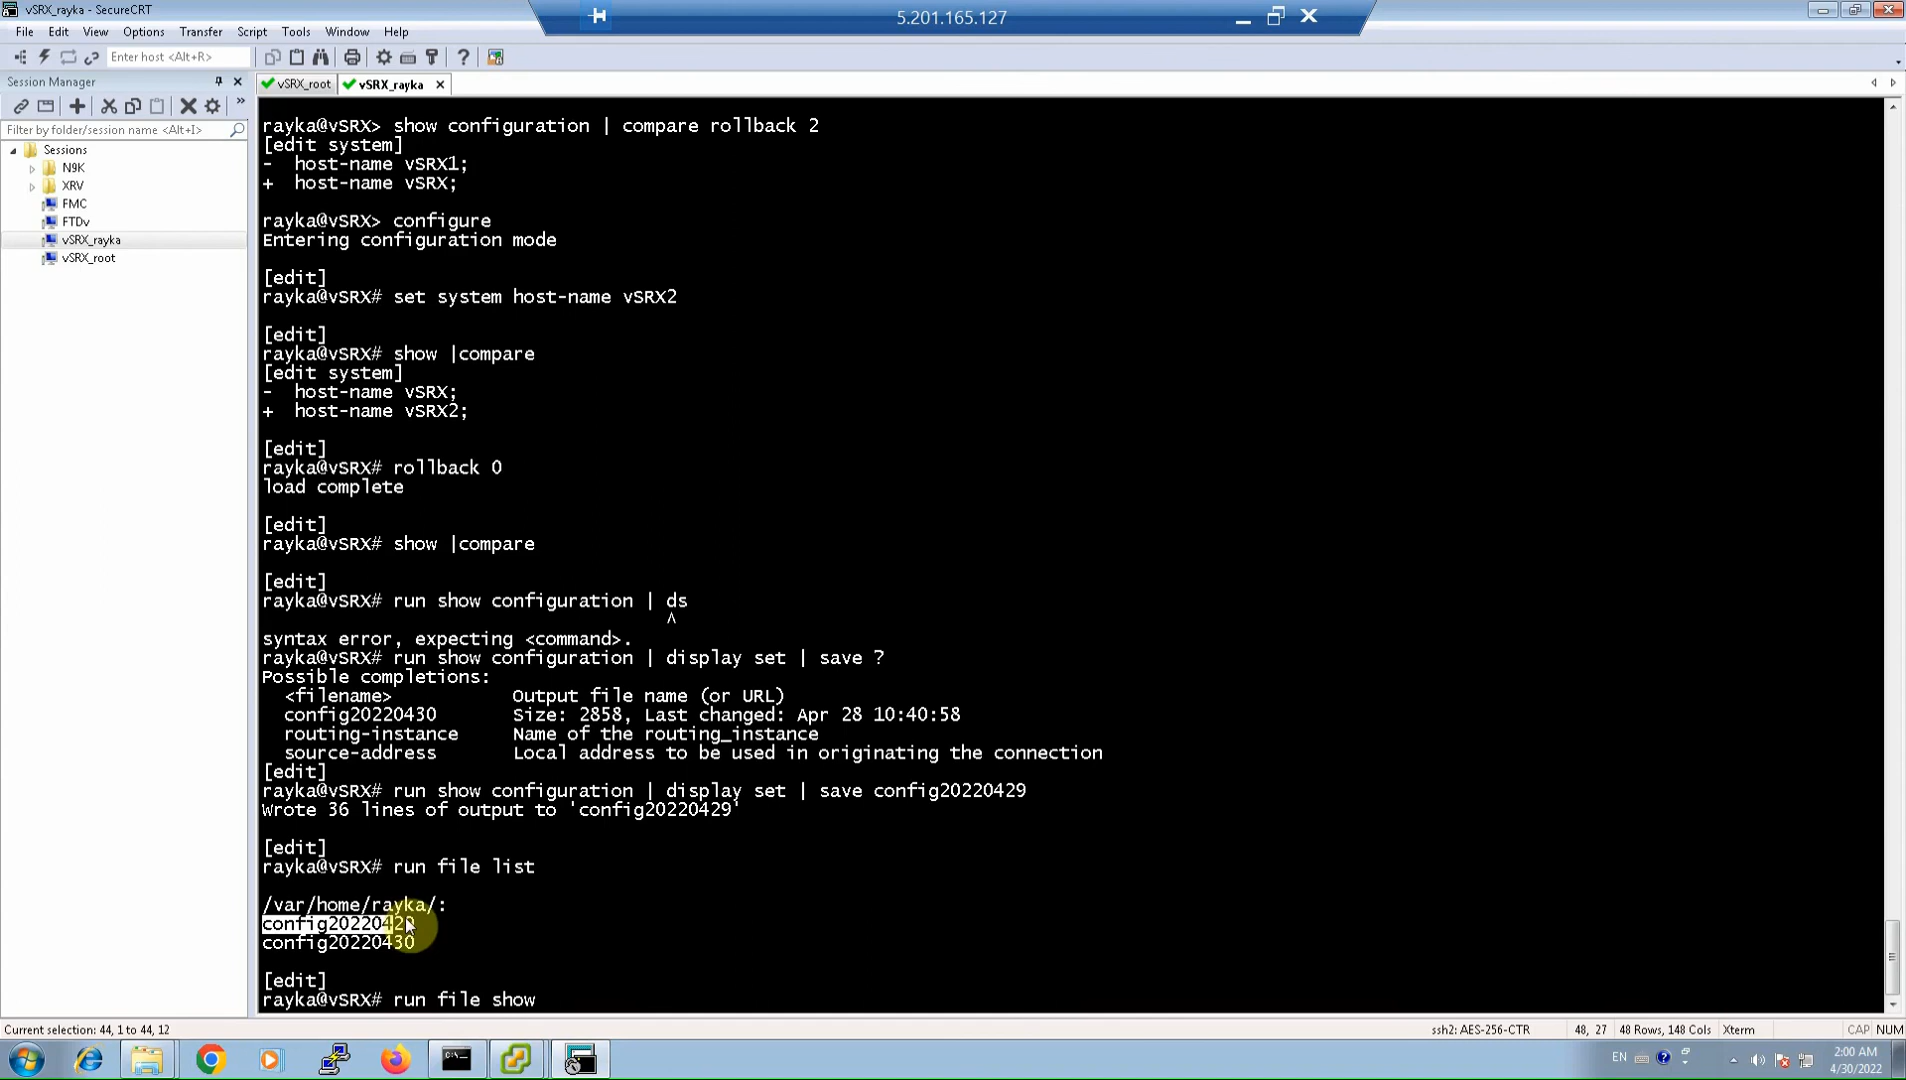 vSRX_rayka - SecureCRT
5.201.165.127
File Edit View Options Transfer Script Tools Window Help
Enter host <Alt+R>
Session Manager
vSRX_root
vSRX_rayka
Filter by folder/session name <Alt+I>
Sessions
N9K
XRV
FMC
FTDv
vSRX_rayka
vSRX_root
rayka@vSRX> show configuration | compare rollback 2
[edit system]
-  host-name vSRX1;
+  host-name vSRX;
rayka@vSRX> configure
Entering configuration mode
[edit]
rayka@vSRX# set system host-name vSRX2
[edit]
rayka@vSRX# show |compare
[edit system]
-  host-name vSRX;
+  host-name vSRX2;
[edit]
rayka@vSRX# rollback 0
load complete
[edit]
rayka@vSRX# show |compare
[edit]
rayka@vSRX# run show configuration | ds
^
syntax error, expecting <command>.
rayka@vSRX# run show configuration | display set | save ?
Possible completions:
<filename> Output file name (or URL)
config20220430 Size: 2858, Last changed: Apr 28 10:40:58
routing-instance Name of the routing_instance
source-address Local address to be used in originating the connection
[edit]
rayka@vSRX# run show configuration | display set | save config20220429
Wrote 36 lines of output to 'config20220429'
[edit]
rayka@vSRX# run file list
/var/home/rayka/:
config20220429
config20220430
[edit]
rayka@vSRX# run file show
Current selection: 44, 1 to 44, 12
ssh2: AES-256-CTR
48, 27
48 Rows, 148 Cols
Xterm
CAP NUM
EN
2:00 AM
4/30/2022